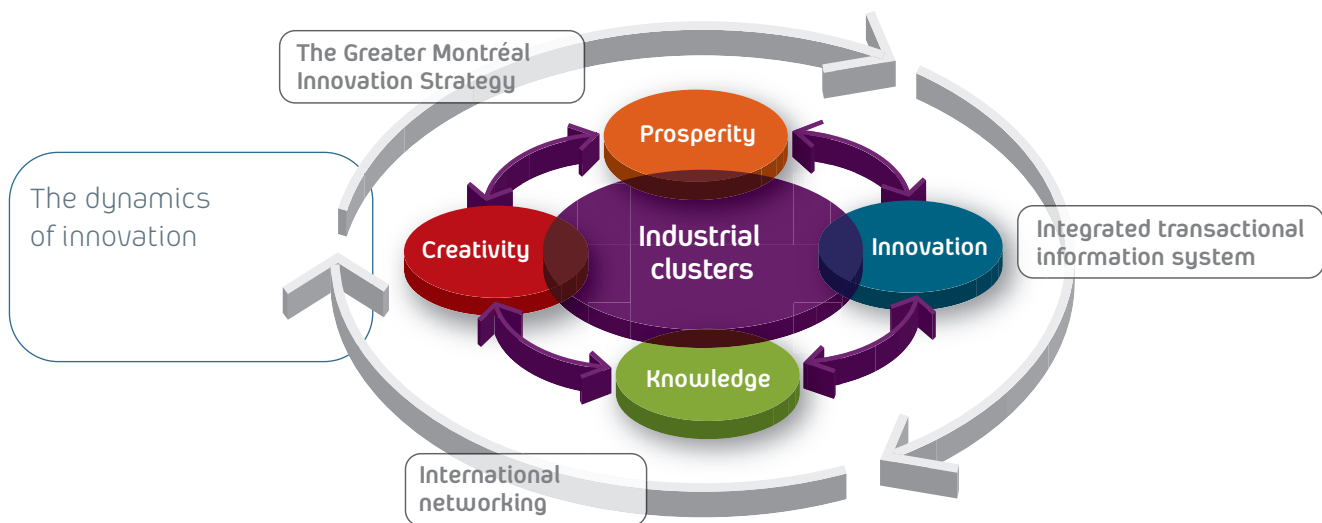 The Greater Montréal
Innovation Strategy
Prosperity
The dynamics
of innovation
Creativity
Industrial
clusters
Innovation
Integrated transactional
information system
Knowledge
International
networking